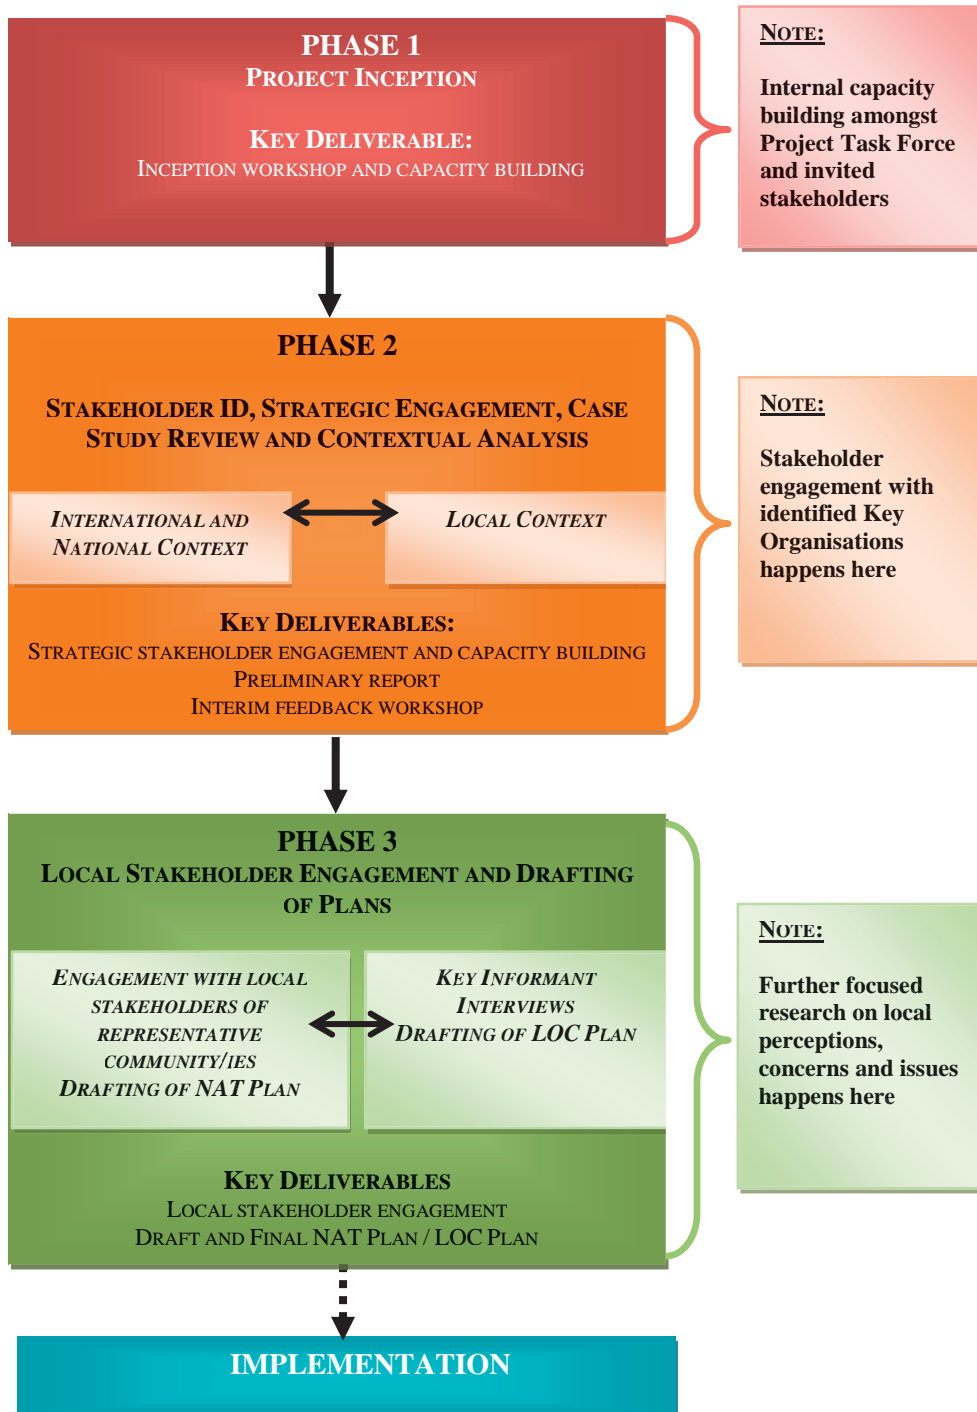 PHASE 1
PROJECT INCEPTION
KEY DELIVERABLE:
INCEPTION WORKSHOP AND CAPACITY BUILDING
NOTE:
Internal capacity
building amongst
Project Task Force
and invited
stakeholders
PHASE 2
STAKEHOLDER ID, STRATEGIC ENGAGEMENT, CASE
STUDY REVIEW AND CONTEXTUAL ANALYSIS
INTERNATIONAL AND
NATIONAL CONTEXT
LOCAL CONTEXT
KEY DELIVERABLES:
STRATEGIC STAKEHOLDER ENGAGEMENT AND CAPACITY BUILDING
PRELIMINARY REPORT
INTERIM FEEDBACK WORKSHOP
NOTE:
Stakeholder
engagement with
identified Key
Organisations
happens here
PHASE 3
LOCAL STAKEHOLDER ENGAGEMENT AND DRAFTING
OF PLANS
ENGAGEMENT WITH LOCAL
STAKEHOLDERS OF
REPRESENTATIVE
COMMUNITY/IES
DRAFTING OF NAT PLAN
KEY INFORMANT
INTERVIEWS
DRAFTING OF LOC PLAN
KEY DELIVERABLES
LOCAL STAKEHOLDER ENGAGEMENT
DRAFT AND FINAL NAT PLAN / LOC PLAN
NOTE:
Further focused
research on local
perceptions,
concerns and issues
happens here
IMPLEMENTATION